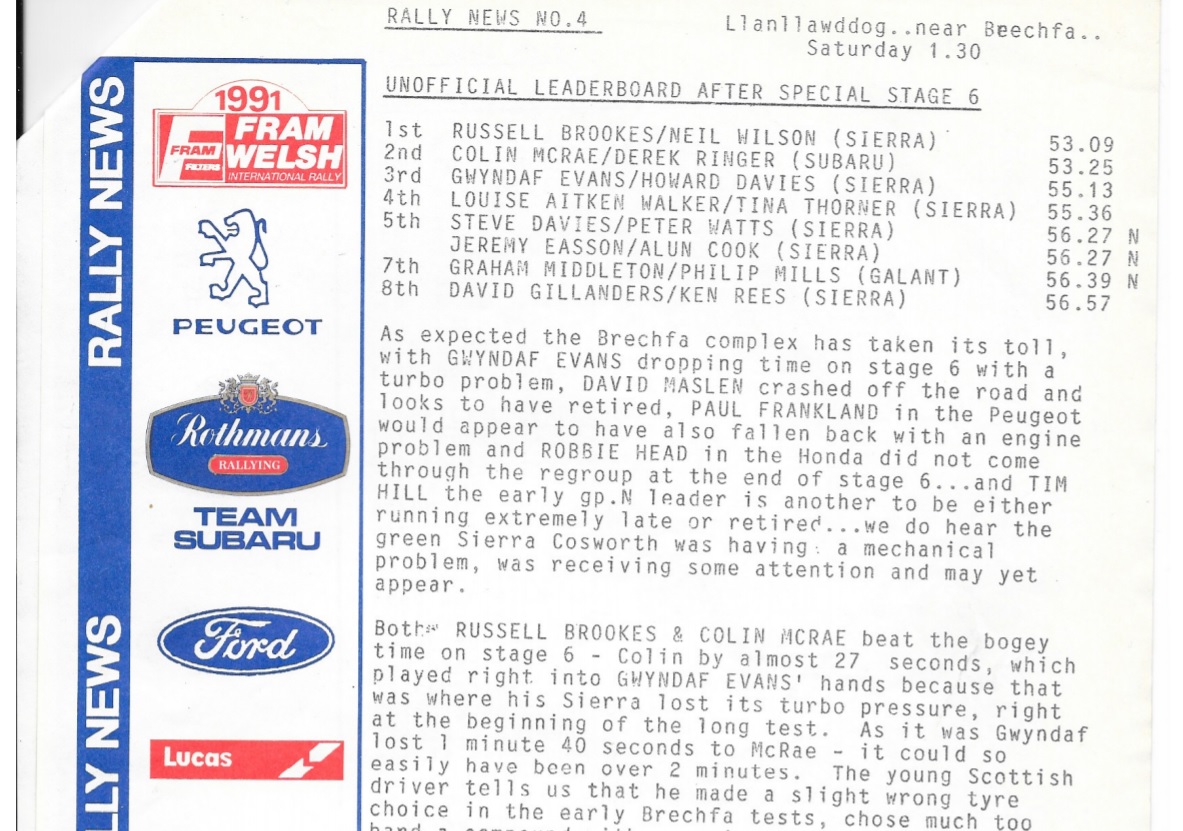 RALLY NEWS NO.4
Llanllawddog..near Brechfa..
Saturday 1.30
RALLY NEWS
1991
FRAM
WELSH
INTERNATIONAL RALLY
FRAM
FILTERS
PEUGEOT
Rothmans
RALLYING
TEAM
SUBARU
Ford
LLY NEWS
Lucas
UNOFFICIAL LEADERBOARD AFTER SPECIAL STAGE 6
1st RUSSELL BROOKES/NEIL WILSON (SIERRA) 53.09
2nd COLIN MCRAE/DEREK RINGER (SUBARU) 53.25
3rd GWYNDAF EVANS/HOWARD DAVIES (SIERRA) 55.13
4th LOUISE AITKEN WALKER/TINA THORNER (SIERRA) 55.36
5th STEVE DAVIES/PETER WATTS (SIERRA) 56.27 N
JEREMY EASSON/ALUN COOK (SIERRA) 56.27 N
7th GRAHAM MIDDLETON/PHILIP MILLS (GALANT) 56.39 N
8th DAVID GILLANDERS/KEN REES (SIERRA) 56.57
As expected the Brechfa complex has taken its toll,
with GWYNDAF EVANS dropping time on stage 6 with a
turbo problem, DAVID MASLEN crashed off the road and
looks to have retired, PAUL FRANKLAND in the Peugeot
would appear to have also fallen back with an engine
problem and ROBBIE HEAD in the Honda did not come
through the regroup at the end of stage 6...and TIM
HILL the early gp.N leader is another to be either
running extremely late or retired...we do hear the
green Sierra Cosworth was having a mechanical
problem, was receiving some attention and may yet
appear.
Both RUSSELL BROOKES & COLIN MCRAE beat the bogey
time on stage 6 - Colin by almost 27 seconds, which
played right into GWYNDAF EVANS' hands because that
was where his Sierra lost its turbo pressure, right
at the beginning of the long test. As it was Gwyndaf
lost 1 minute 40 seconds to McRae - it could so
easily have been over 2 minutes. The young Scottish
driver tells us that he made a slight wrong tyre
choice in the early Brechfa tests, chose much too